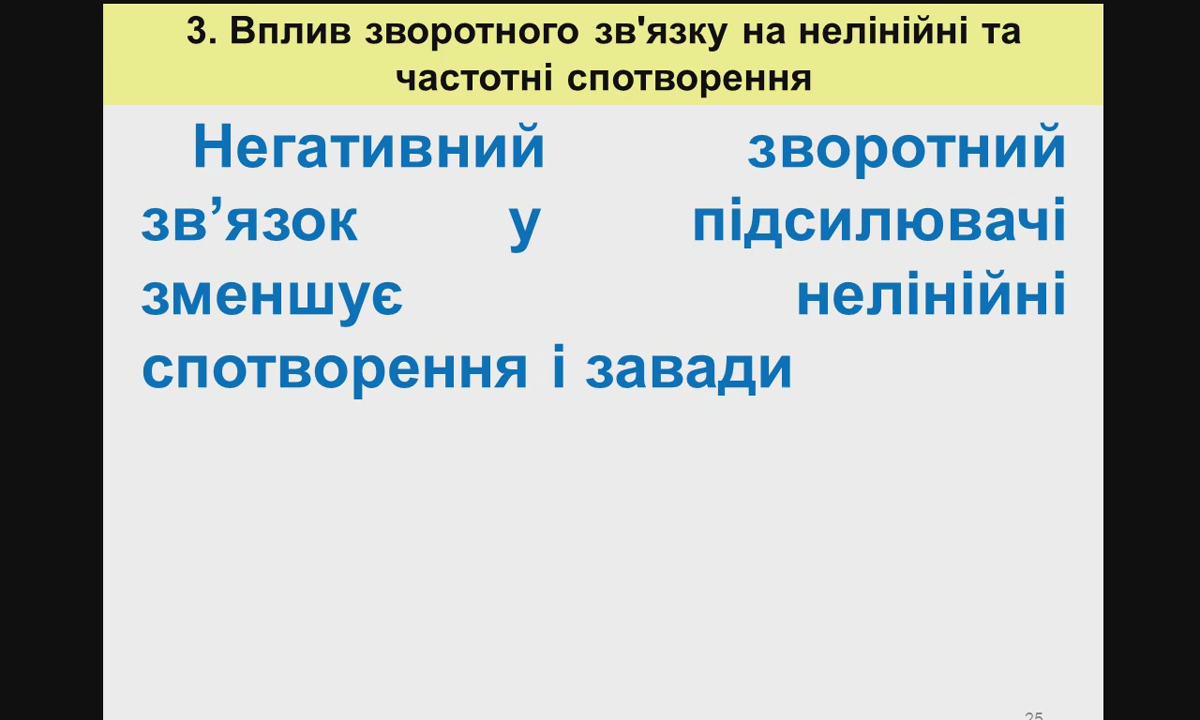 3. Вплив зворотного зв'язку на нелінійні та
частотні спотворення
Негативний зворотний
зв’язок у підсилювачі
зменшує нелінійні
спотворення і завади
25